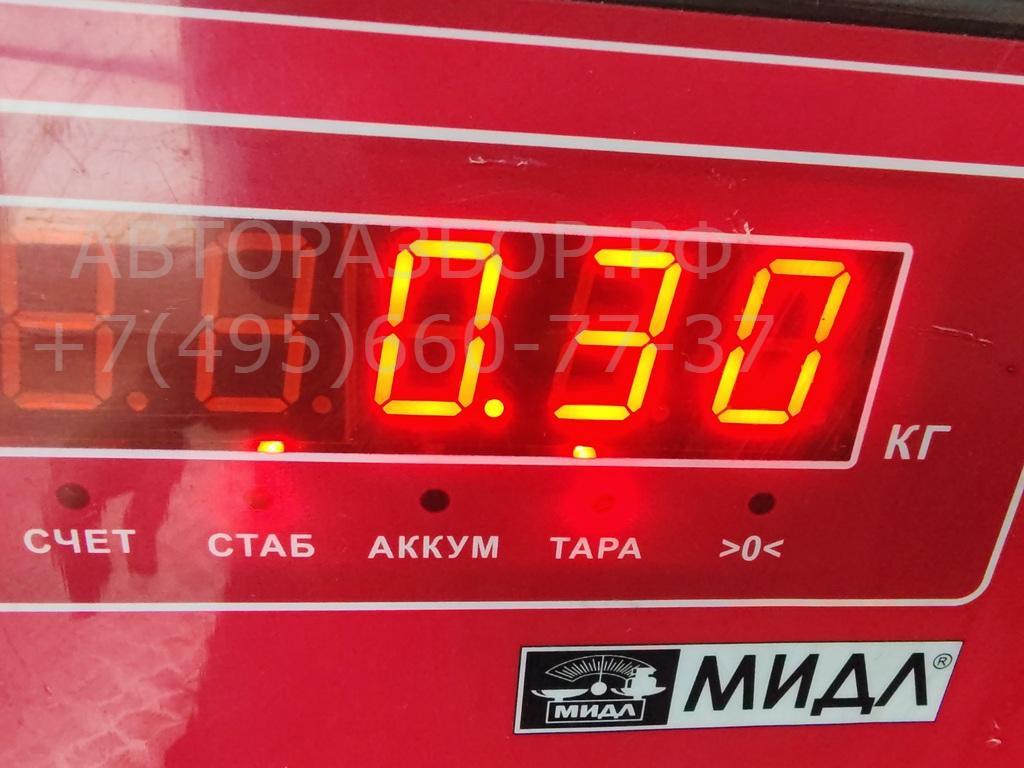 АВТОРАЗБОР.РФ
+7(495)660-77-37
0.30
КГ
СЧЕТ СТАБ АККУМ ТАРА >0<
МИДЛ МИДЛ®